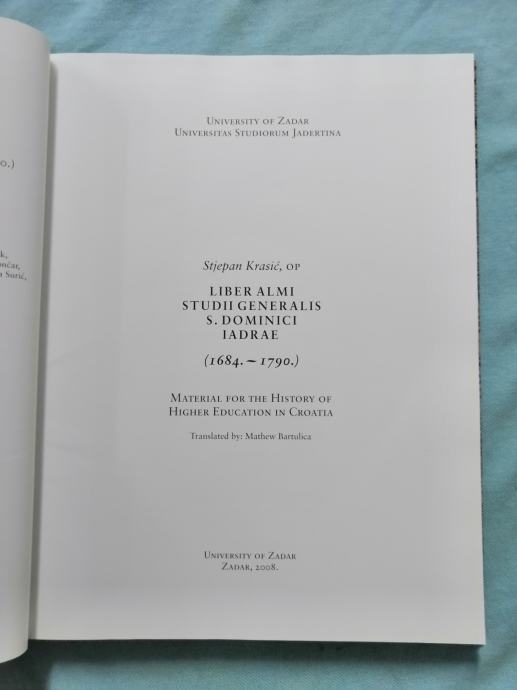 o.)
k,
a Surić,
UNIVERSITY OF ZADAR
UNIVERSITAS STUDIORUM JADERTINA
Stjepan Krasić, OP
LIBER ALMI
STUDII GENERALIS
S. DOMINICI
IADRAE
(1684. – 1790.)
MATERIAL FOR THE HISTORY OF
HIGHER EDUCATION IN CROATIA
Translated by: Mathew Bartulica
UNIVERSITY OF ZADAR
ZADAR, 2008.